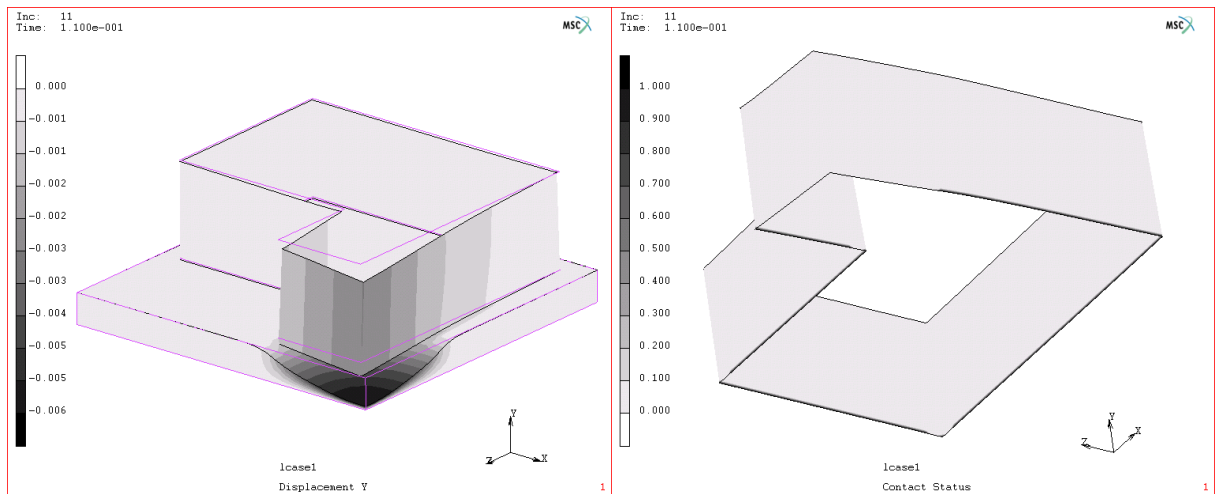 Inc: 11
Time: 1.100e-001
MSC
0.000
-0.001
-0.001
-0.002
-0.002
-0.003
-0.003
-0.004
-0.005
-0.005
-0.006
Y
Z
X
lcase1
Displacement Y
1
Inc: 11
Time: 1.100e-001
MSC
1.000
0.900
0.800
0.700
0.600
0.500
0.400
0.300
0.200
0.100
0.000
Y
X
Z
lcase1
Contact Status
1